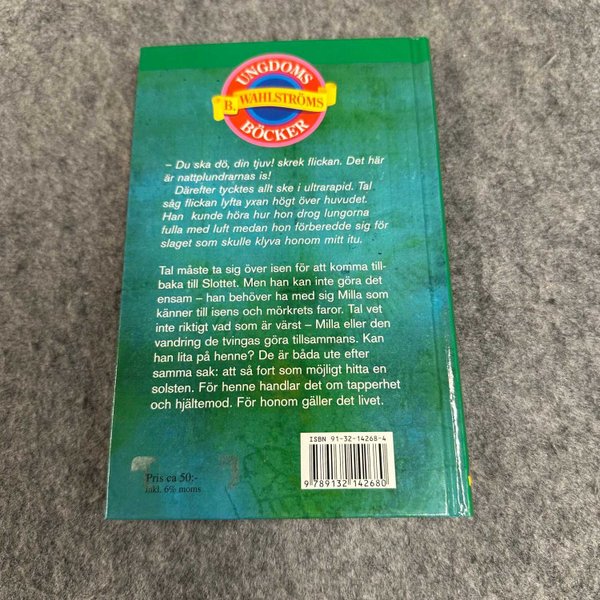 UNGDOMS
B. WAHLSTRÖMS
BÖCKER
– Du ska dö, din tjuv! skrek flickan. Det här
är nattplundrarnas is!
Därefter tycktes allt ske i ultrarapid. Tal
såg flickan lyfta yxan högt över huvudet.
Han kunde höra hur hon drog lungorna
fulla med luft medan hon förberedde sig för
slaget som skulle klyva honom mitt itu.
Tal måste ta sig över isen för att komma till-
baka till Slottet. Men han kan inte göra det
ensam – han behöver ha med sig Milla som
känner till isens och mörkrets faror. Tal vet
inte riktigt vad som är värst – Milla eller den
vandring de tvingas göra tillsammans. Kan
han lita på henne? De är båda ute efter
samma sak: att så fort som möjligt hitta en
solsten. För henne handlar det om tapperhet
och hjältemod. För honom gäller det livet.
ISBN 91-32-14268-4
9 789132 142680
Pris ca 50:-
Inkl. 6% moms